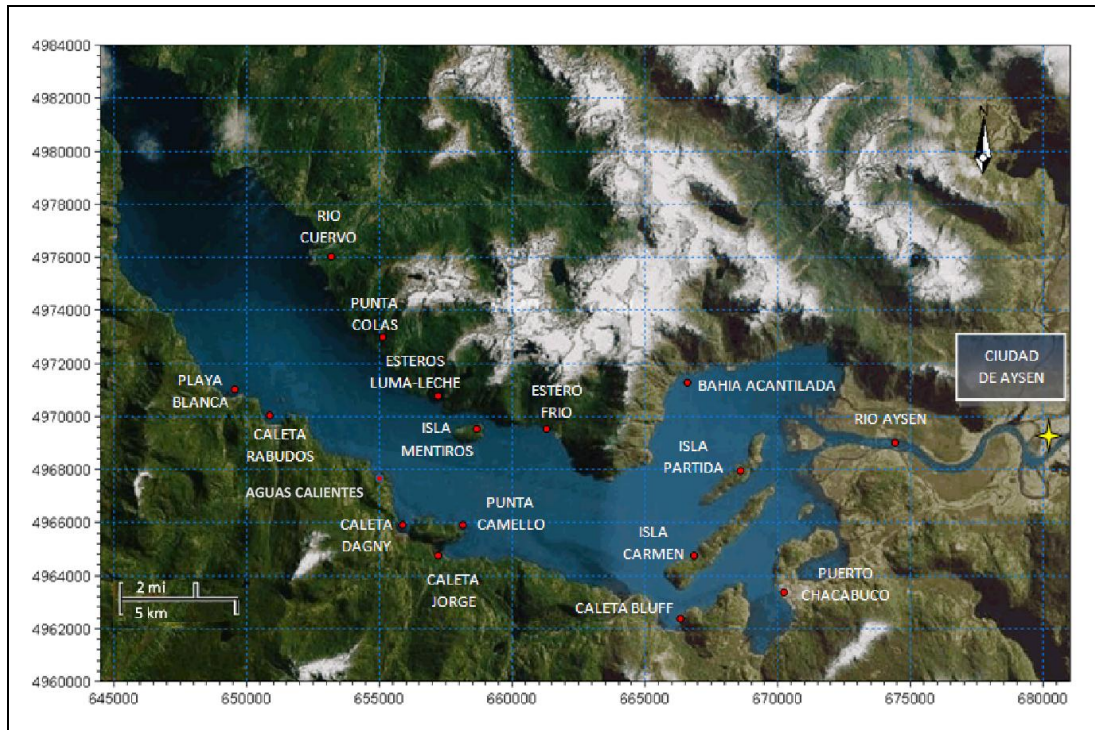 4984000
4982000
4980000
4978000
4976000
4974000
4972000
4970000
4968000
4966000
4964000
4962000
4960000
N
RIO
CUERVO
PUNTA
COLAS
ESTEROS
LUMA-LECHE
PLAYA
BLANCA
ESTERO
FRIO
CALETA
RABUDOS
ISLA
MENTIROS
BAHIA ACANTILADA
CIUDAD
DE AYSEN
RIO AYSEN
ISLA
PARTIDA
AGUAS CALIENTES
PUNTA
CAMELLO
CALETA
DAGNY
ISLA
CARMEN
CALETA
JORGE
PUERTO
CHACABUCO
CALETA BLUFF
2 mi
5 km
645000
650000
655000
660000
665000
670000
675000
680000